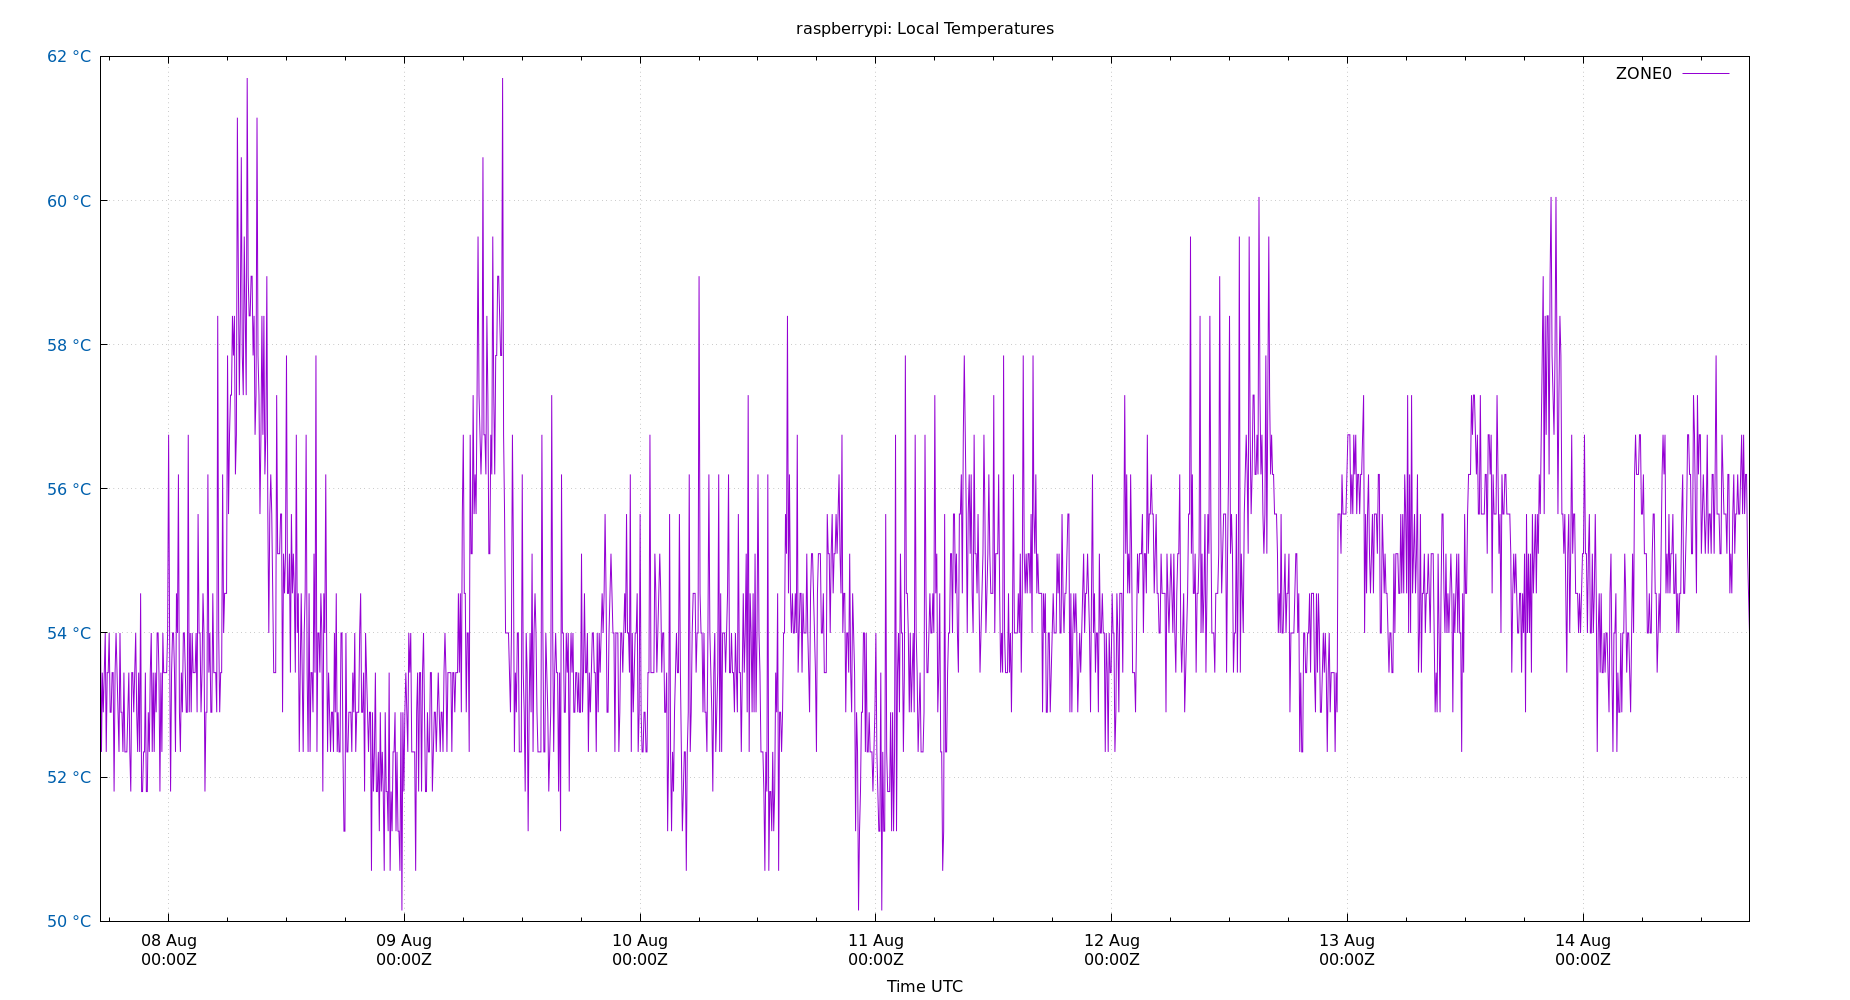 raspberrypi: Local Temperatures
62 °C
ZONE0
60 °C
58 °C
56 °C
54 °C
52 °C
50 °C
08 Aug 09 Aug 10 Aug 11 Aug 12 Aug 13 Aug 14 Aug
00:00Z 00:00Z 00:00Z 00:00Z 00:00Z 00:00Z 00:00Z
Time UTC